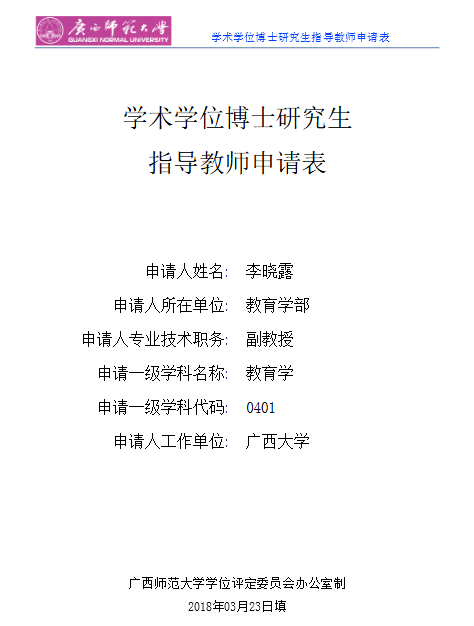 广西师范大学
GUANGXI NORMAL UNIVERSITY
学术学位博士研究生指导教师申请表
学术学位博士研究生
指导教师申请表
申请人姓名: 李晓露
申请人所在单位: 教育学部
申请人专业技术职务: 副教授
申请一级学科名称: 教育学
申请一级学科代码: 0401
申请人工作单位: 广西大学
广西师范大学学位评定委员会办公室制
2018年03月23日填